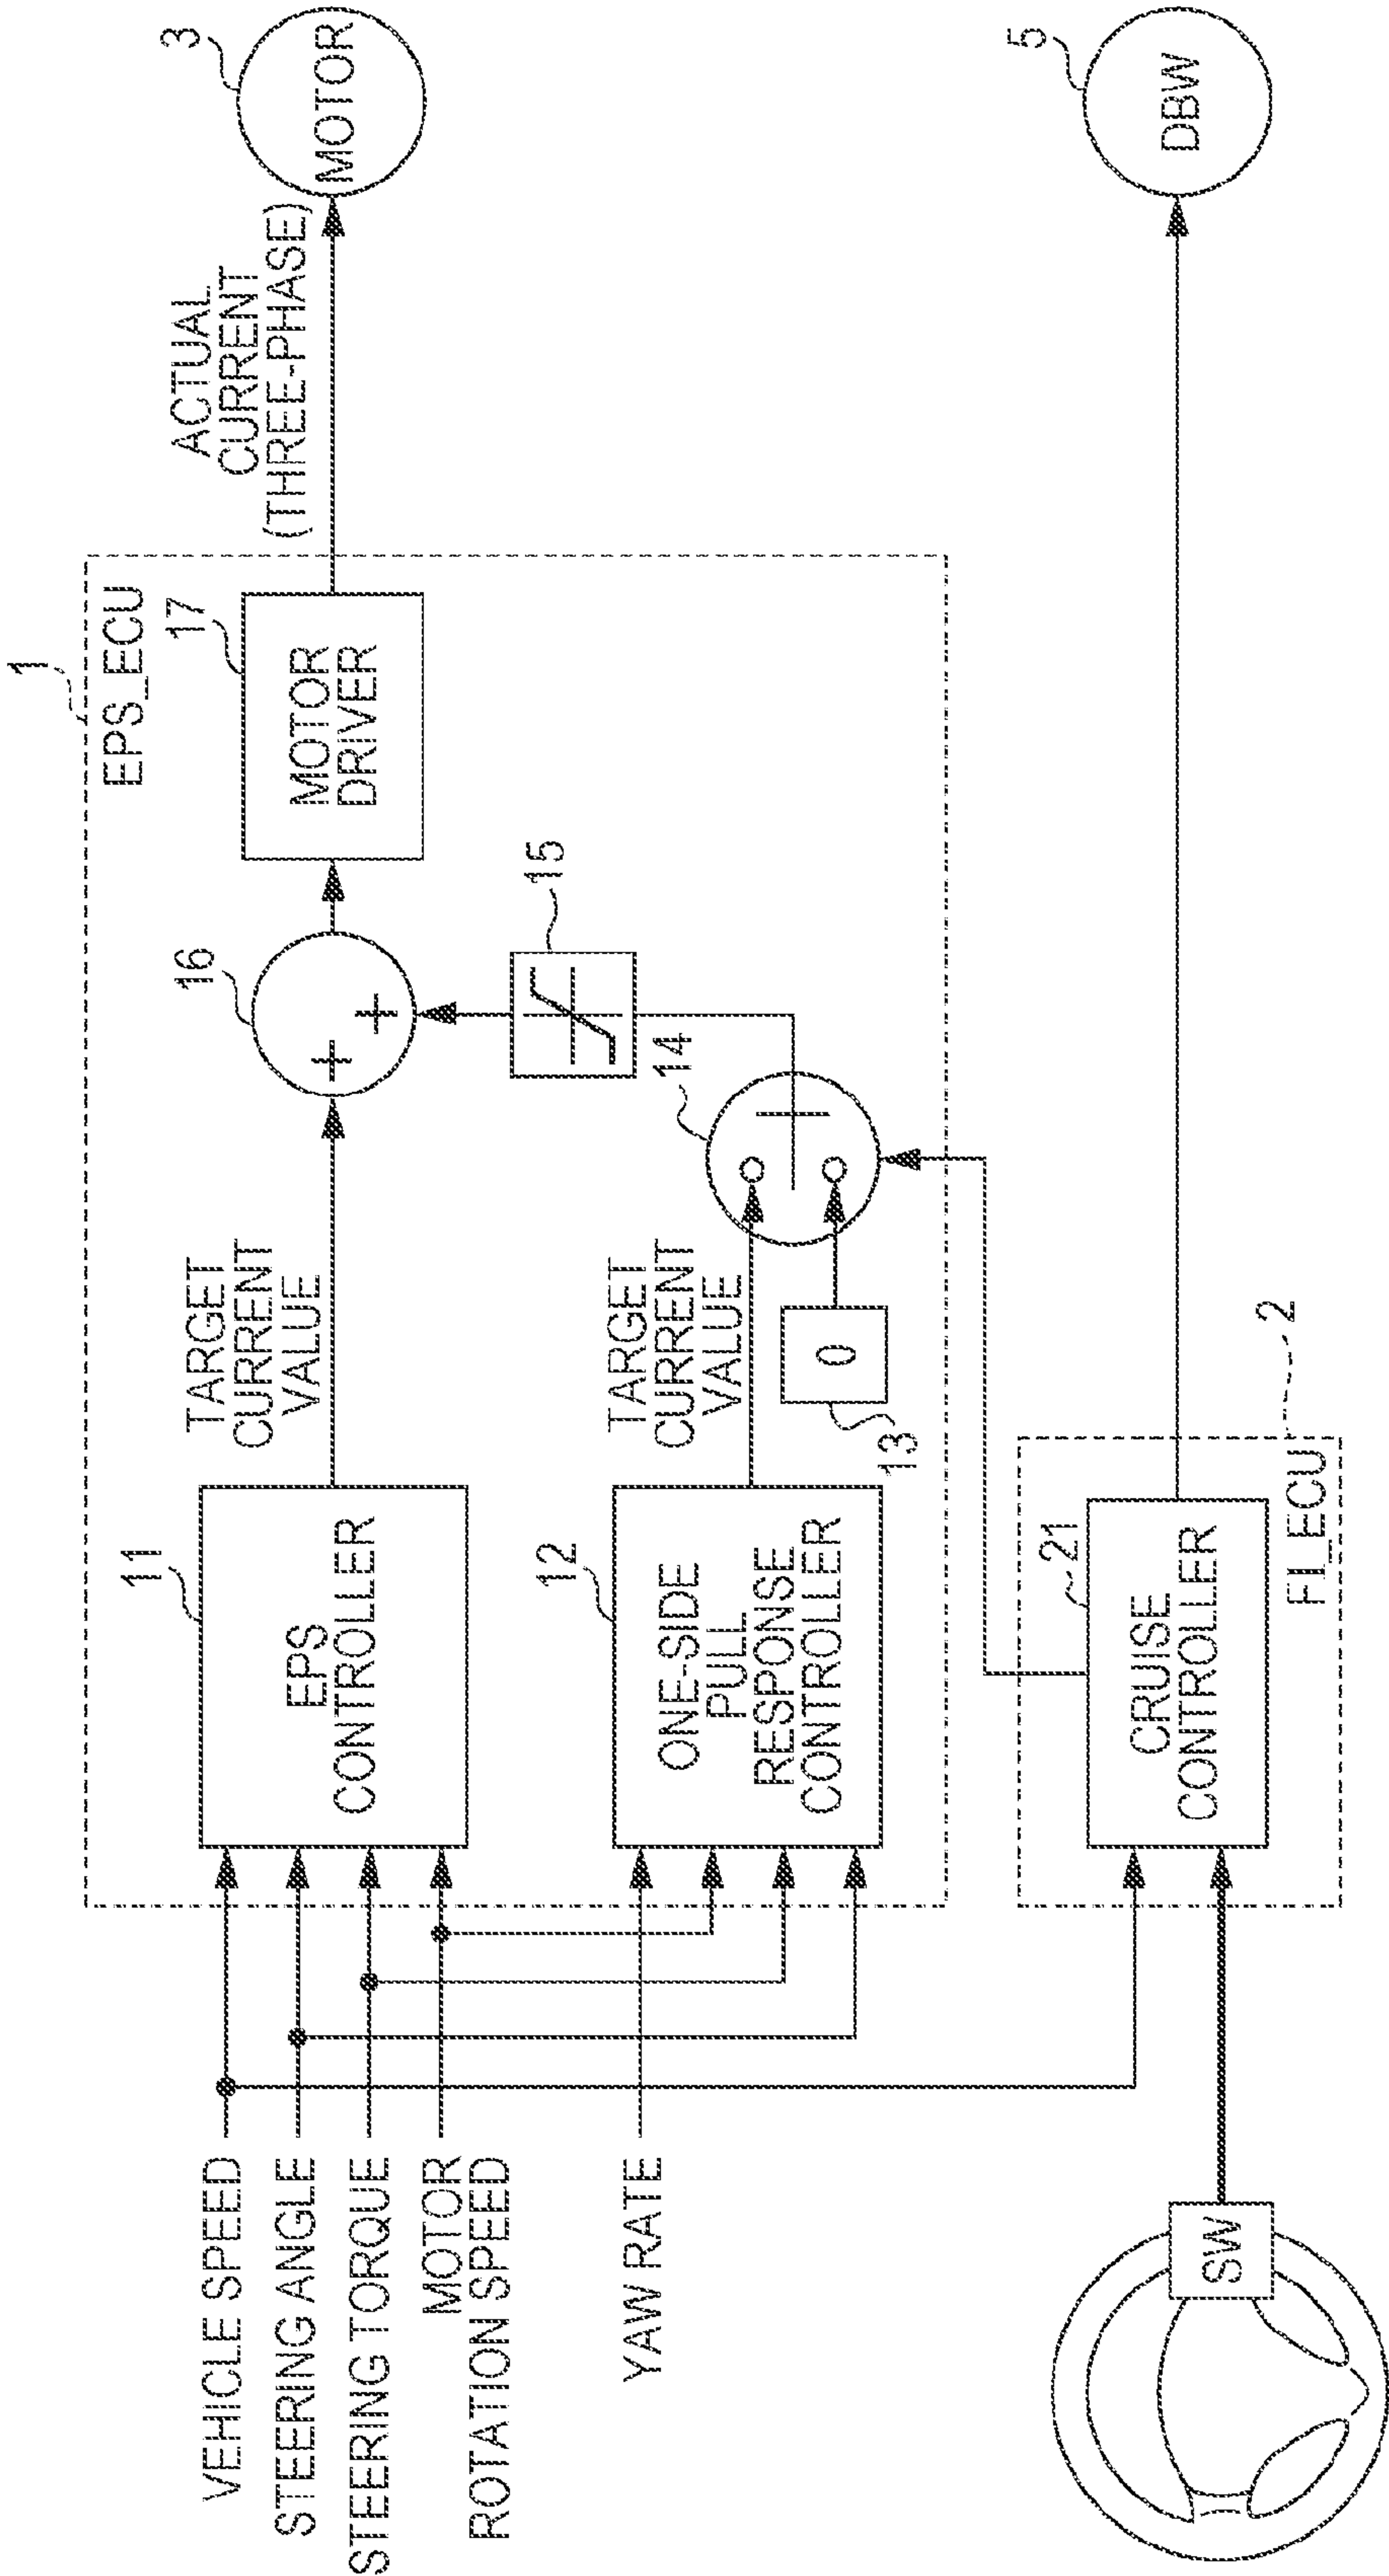 1
EPS_ECU
VEHICLE SPEED
STEERING ANGLE
STEERING TORQUE
MOTOR
ROTATION SPEED
YAW RATE
11
EPS
CONTROLLER
TARGET
CURRENT
VALUE
16
+
+
17
MOTOR
DRIVER
ACTUAL
CURRENT
(THREE-PHASE)
3
MOTOR
12
ONE-SIDE
PULL
RESPONSE
CONTROLLER
TARGET
CURRENT
VALUE
13
0
14
15
SW
21
CRUISE
CONTROLLER
FI_ECU
2
5
DBW